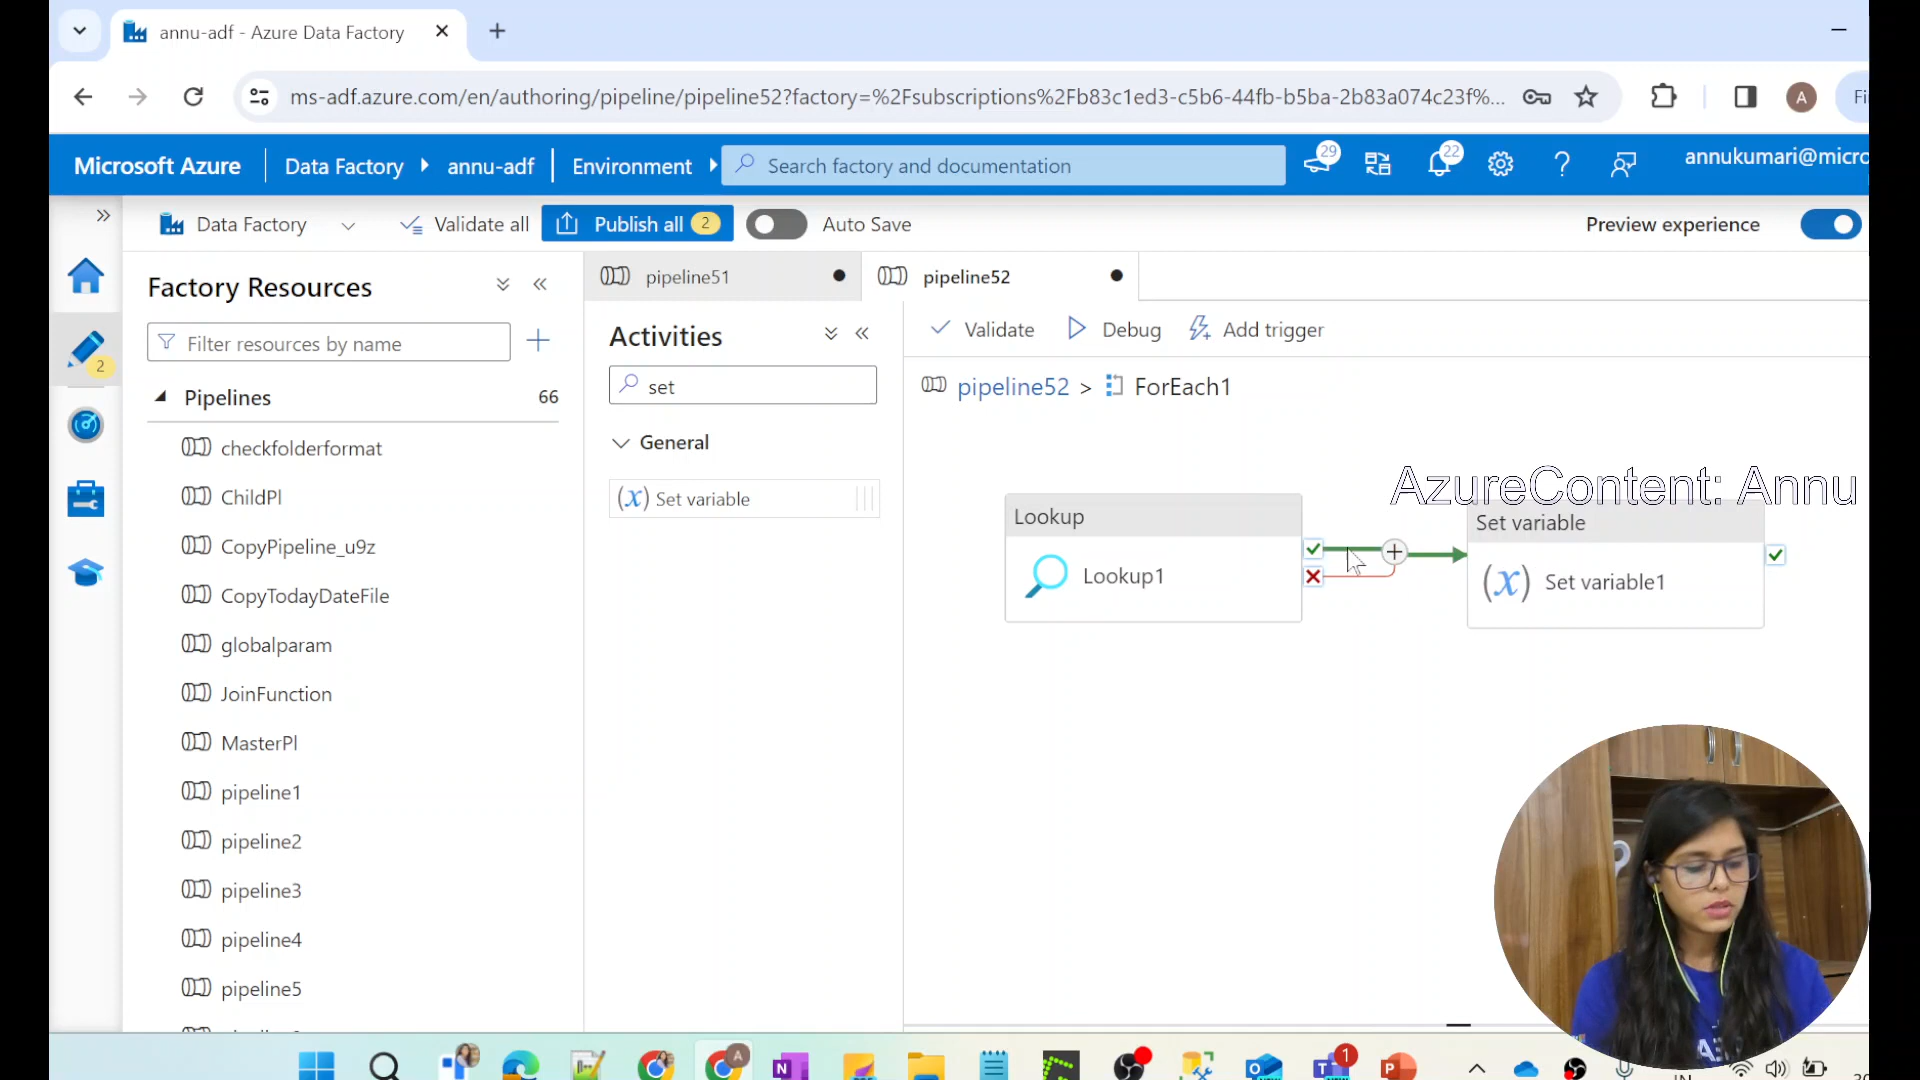 annu-adf - Azure Data Factory
ms-adf.azure.com/en/authoring/pipeline/pipeline52?factory=%2Fsubscriptions%2Fb83c1ed3-c5b6-44fb-b5ba-2b83a074c23f%...
A
Microsoft Azure
Data Factory
annu-adf
Environment
Search factory and documentation
29
22
annukumari@micro
Data Factory
Validate all
Publish all
2
Auto Save
Preview experience
Factory Resources
pipeline51
pipeline52
Activities
Validate
Debug
Add trigger
Filter resources by name
2
set
pipeline52 > ForEach1
Pipelines
66
General
checkfolderformat
Set variable
ChildPl
CopyPipeline_u9z
CopyTodayDateFile
globalparam
JoinFunction
MasterPl
pipeline1
pipeline2
pipeline3
pipeline4
pipeline5
AzureContent: Annu
Lookup
Lookup1
Set variable
(x) Set variable1
A
1